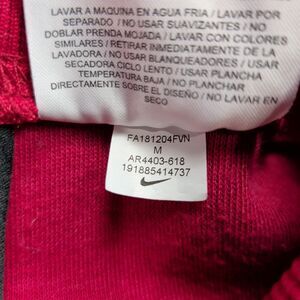 LAVAR A MAQUINA EN AGUA FRIA / LAVAR POR
SEPARADO / NO USAR SUAVIZANTES / NO
DOBLAR PRENDA MOJADA / LAVAR CON COLORES
SIMILARES / RETIRAR INMEDIATAMENTE DE LA
LAVADORA / NO USAR BLANQUEADORES / USAR
SECADORA CICLO LENTO / USAR PLANCHA
TEMPERATURA BAJA / NO PLANCHAR
DIRECTAMENTE SOBRE EL DISEÑO / NO LAVAR EN
SECO
FA181204FVN
M
AR4403-618
191885414737